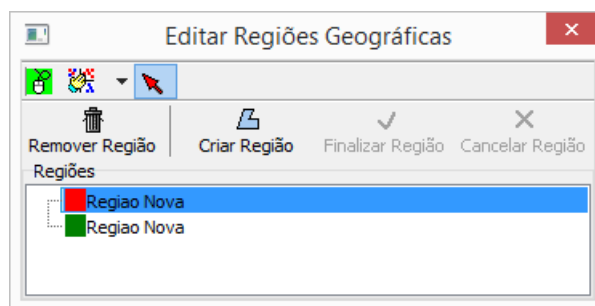 Editar Regiões Geográficas
Remover Região Criar Região Finalizar Região Cancelar Região
Regiões
Regiao Nova
Regiao Nova